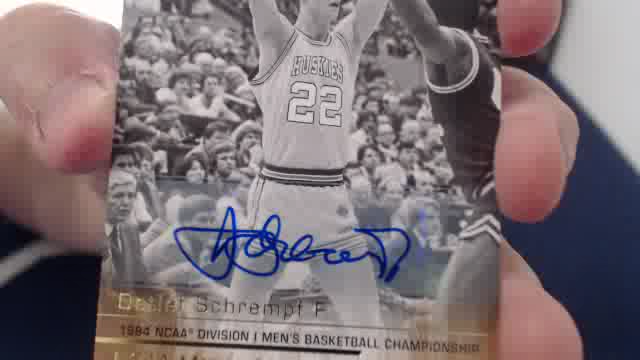 HUSKIES
22
Detlef Schrempf F
1984 NCAA® DIVISION I MEN'S BASKETBALL CHAMPIONSHIP